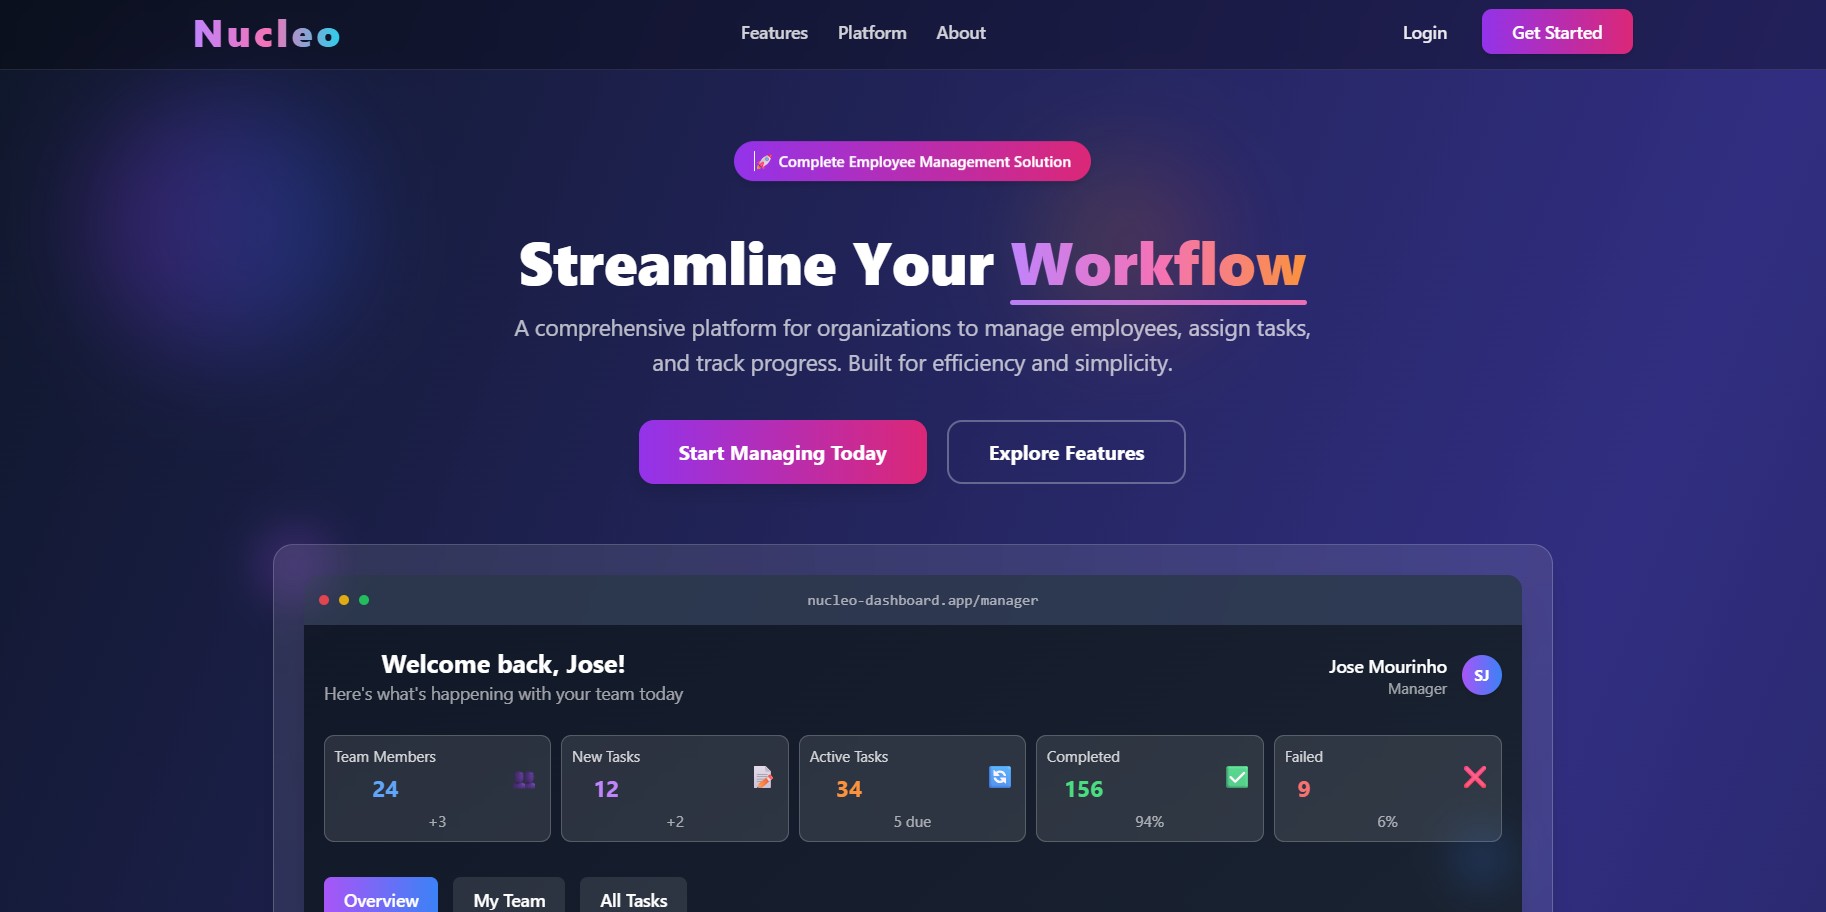 Nucleo
Features Platform About
Login
Get Started
🚀 Complete Employee Management Solution
Streamline Your Workflow
A comprehensive platform for organizations to manage employees, assign tasks,
and track progress. Built for efficiency and simplicity.
Start Managing Today
Explore Features
nucleo-dashboard.app/manager
Welcome back, Jose!
Here's what's happening with your team today
Jose Mourinho
Manager
SJ
Team Members
24
+3
New Tasks
12
+2
Active Tasks
34
5 due
Completed
156
94%
Failed
9
6%
Overview
My Team
All Tasks